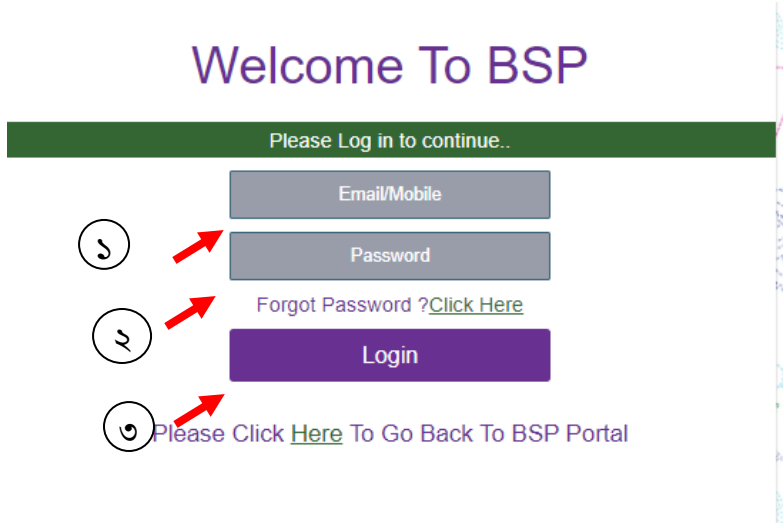 Welcome To BSP
Please Log in to continue..
Email/Mobile
১
Password
Forgot Password ?Click Here
২
Login
৩
Please Click Here To Go Back To BSP Portal